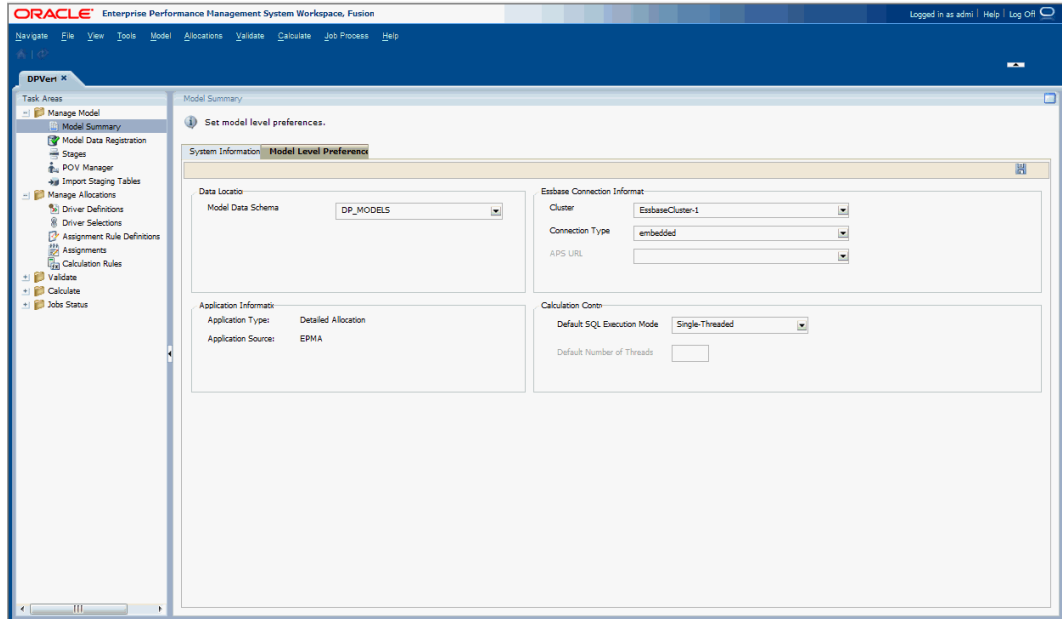 ORACLE Enterprise Performance Management System Workspace, Fusion
Logged in as admi | Help | Log Off
Navigate File View Tools Model Allocations Validate Calculate Job Process Help
DPVert
Task Areas
Manage Model
Model Summary
Model Data Registration
Stages
POV Manager
Import Staging Tables
Manage Allocations
Driver Definitions
Driver Selections
Assignment Rule Definitions
Assignments
Calculation Rules
Validate
Calculate
Jobs Status
Model Summary
Set model level preferences.
System Information Model Level Preference
Data Locatio
Model Data Schema DP_MODELS
Essbase Connection Informat
Cluster EssbaseCluster-1
Connection Type embedded
APS URL
Application Informatio
Application Type: Detailed Allocation
Application Source: EPMA
Calculation Contr
Default SQL Execution Mode Single-Threaded
Default Number of Threads